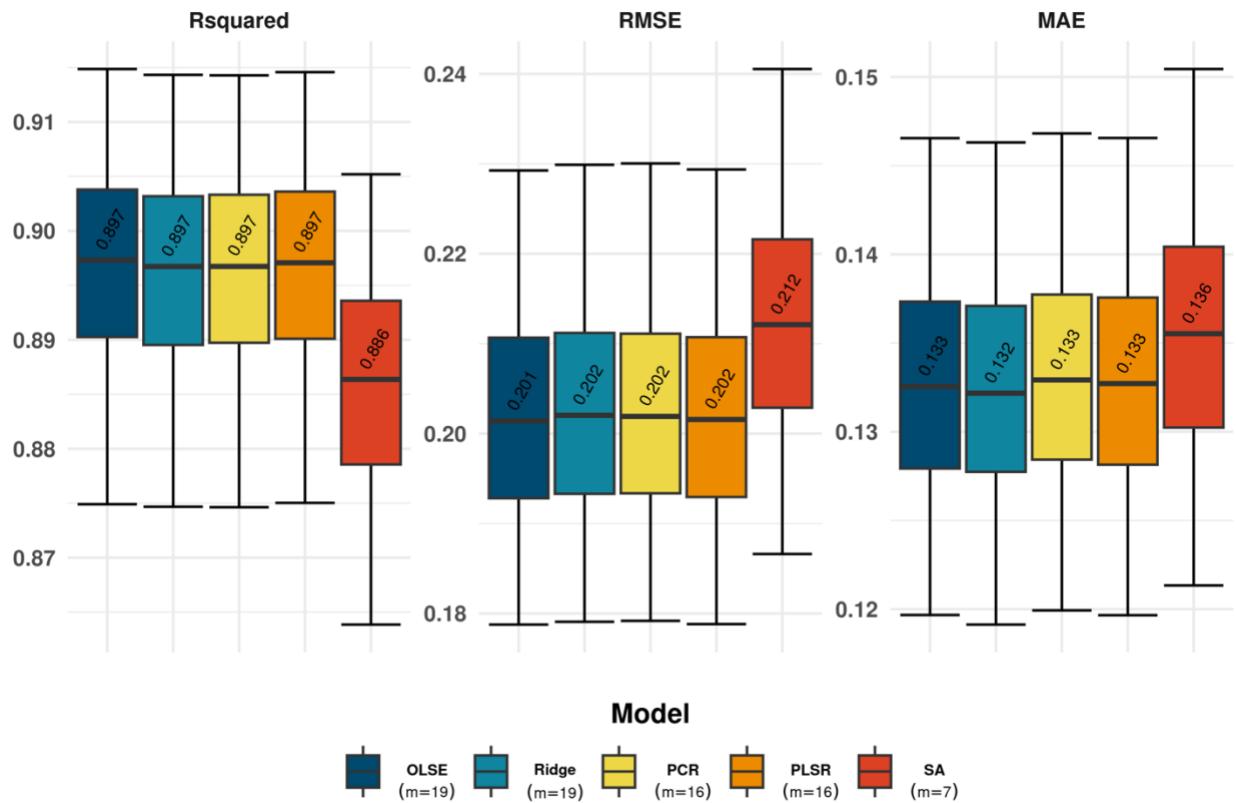 Rsquared
RMSE
MAE
0.91
0.90
0.89
0.88
0.87
0.897
0.897
0.897
0.897
0.886
0.24
0.22
0.20
0.18
0.201
0.202
0.202
0.202
0.212
0.15
0.14
0.13
0.12
0.133
0.132
0.133
0.133
0.136
Model
OLSE
(m=19)
Ridge
(m=19)
PCR
(m=16)
PLSR
(m=16)
SA
(m=7)